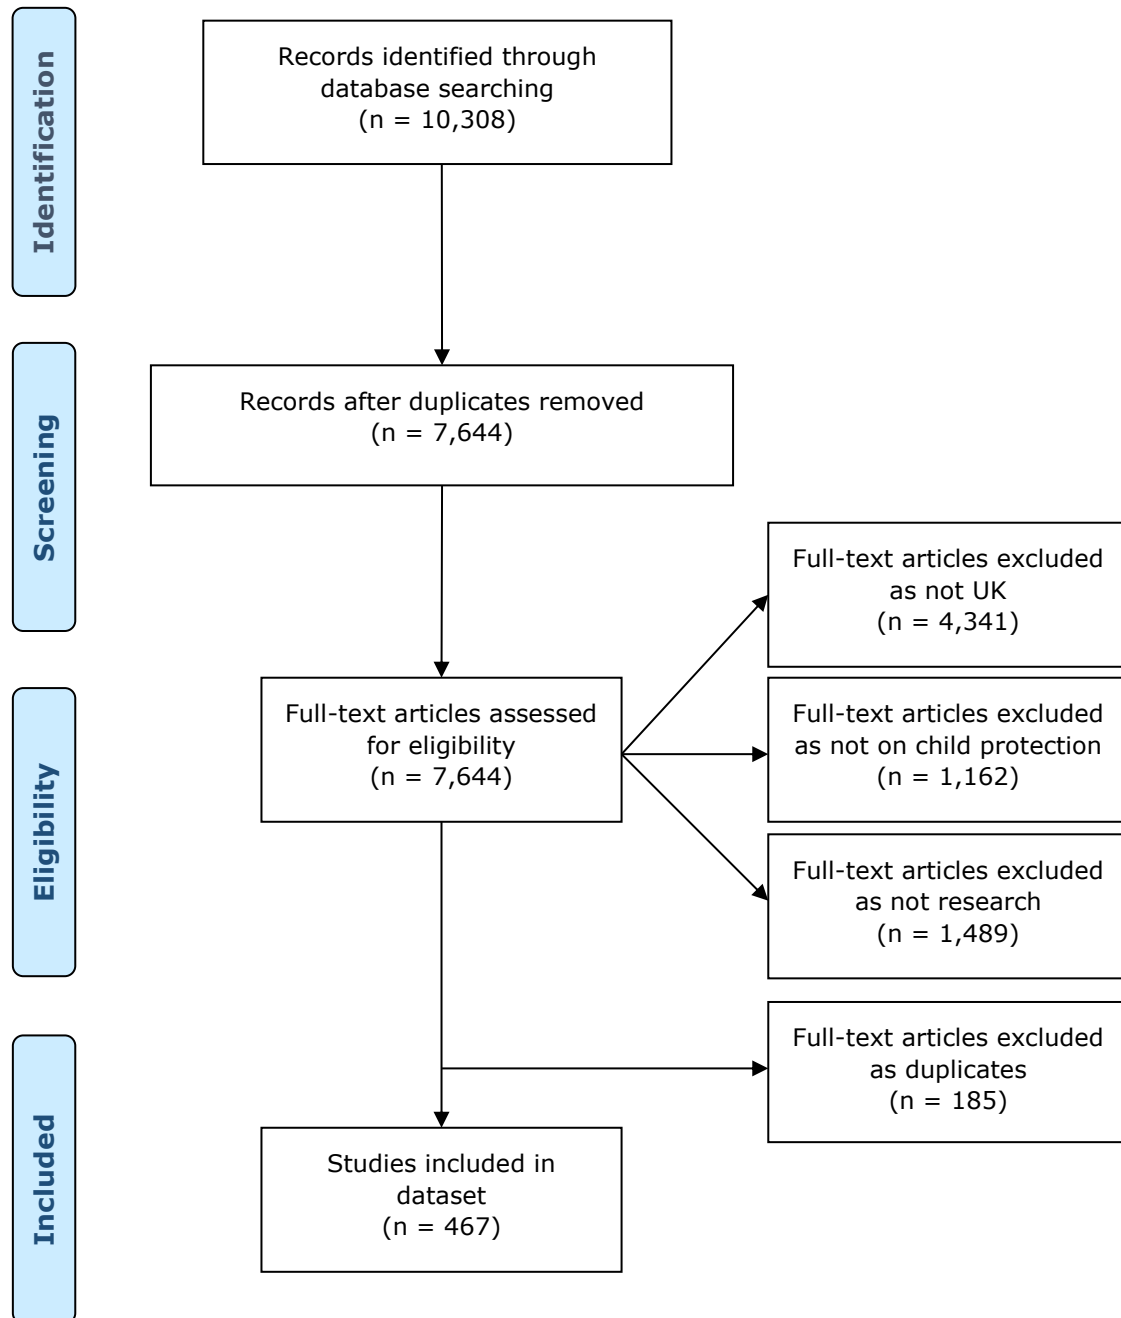 Identification
Records identified through
database searching
(n = 10,308)
Screening
Records after duplicates removed
(n = 7,644)
Full-text articles excluded
as not UK
(n = 4,341)
Eligibility
Full-text articles assessed
for eligibility
(n = 7,644)
Full-text articles excluded
as not on child protection
(n = 1,162)
Full-text articles excluded
as not research
(n = 1,489)
Included
Full-text articles excluded
as duplicates
(n = 185)
Studies included in
dataset
(n = 467)